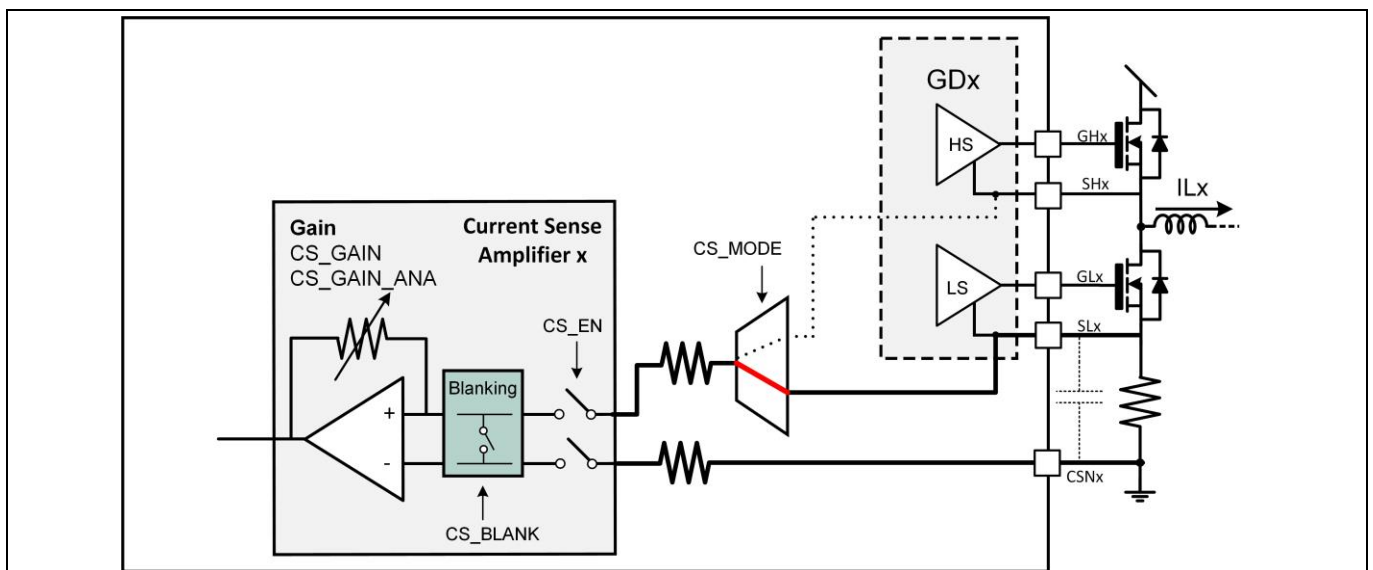 GDx
HS
GHx
SHx
ILx
Gain
CS_GAIN
CS_GAIN_ANA
Current Sense
Amplifier x
CS_MODE
LS
GLx
SLx
CS_EN
Blanking
+
-
CSNx
CS_BLANK